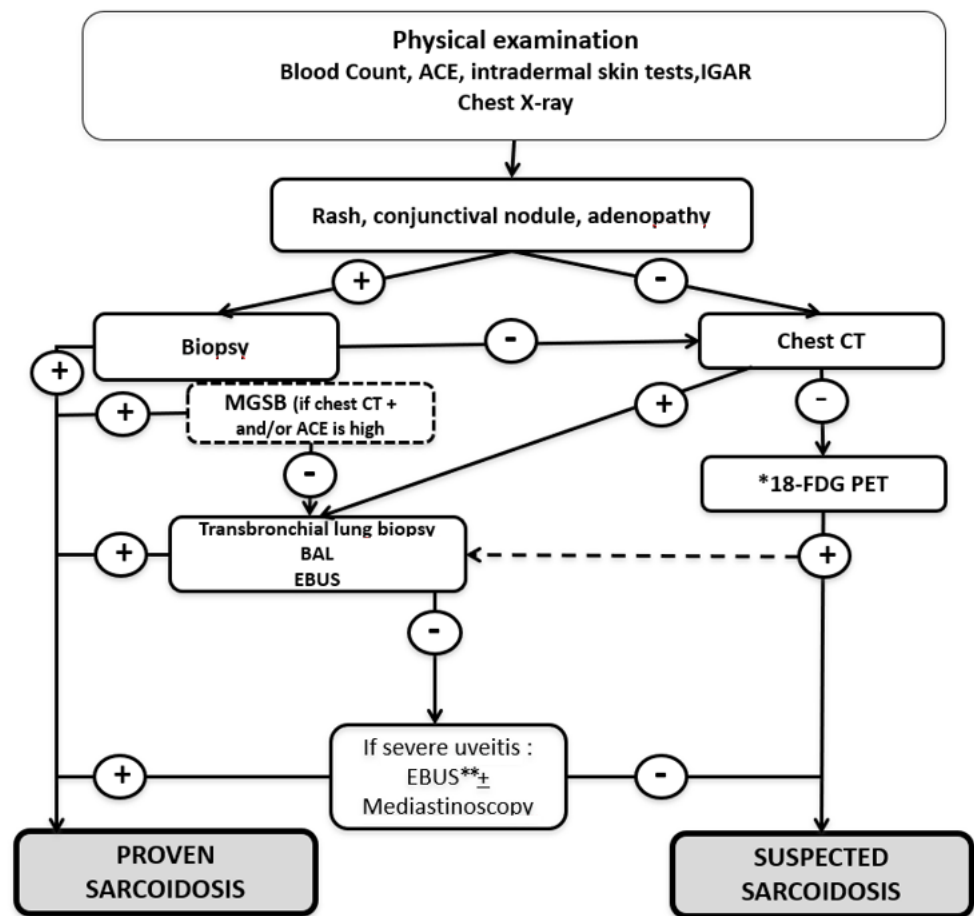 Physical examination
Blood Count, ACE, intradermal skin tests,IGAR
Chest X-ray
Rash, conjunctival nodule, adenopathy
+
-
Biopsy
-
Chest CT
+
+
MGSB (if chest CT +
and/or ACE is high
+
-
-
*18-FDG PET
Transbronchial lung biopsy
BAL
EBUS
+
+
-
If severe uveitis :
EBUS**±
Mediastinoscopy
+
-
PROVEN
SARCOIDOSIS
SUSPECTED
SARCOIDOSIS